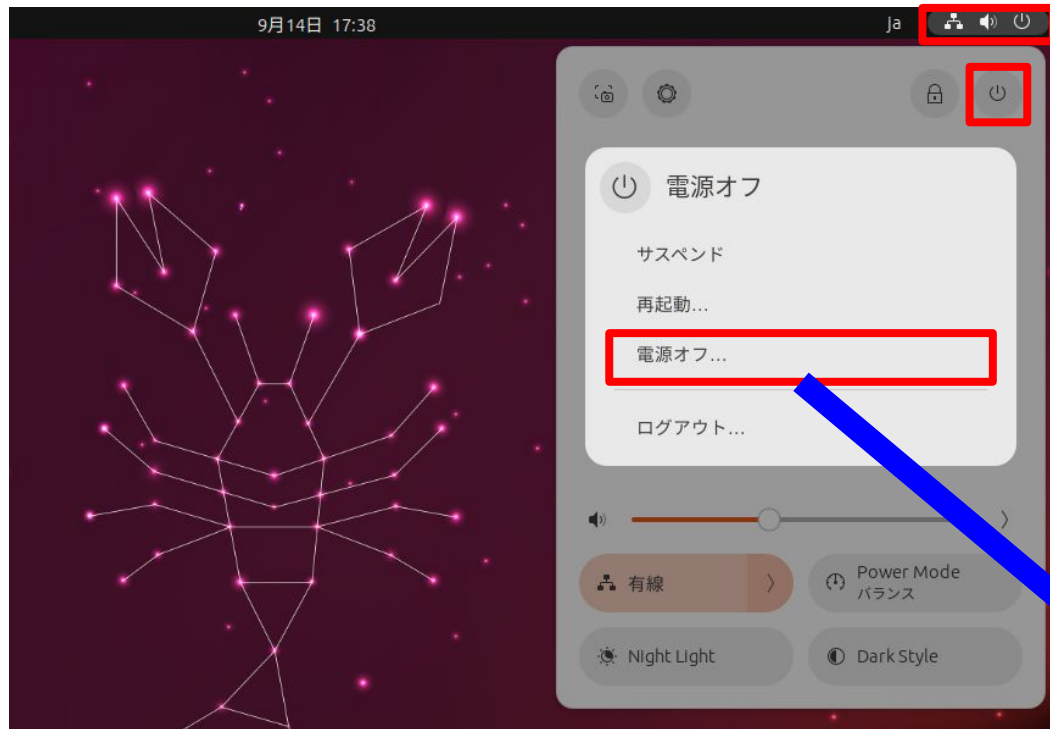 9月14日 17:38
ja
電源オフ
サスペンド
再起動...
電源オフ...
ログアウト...
有線
Power Mode
バランス
Night Light
Dark Style